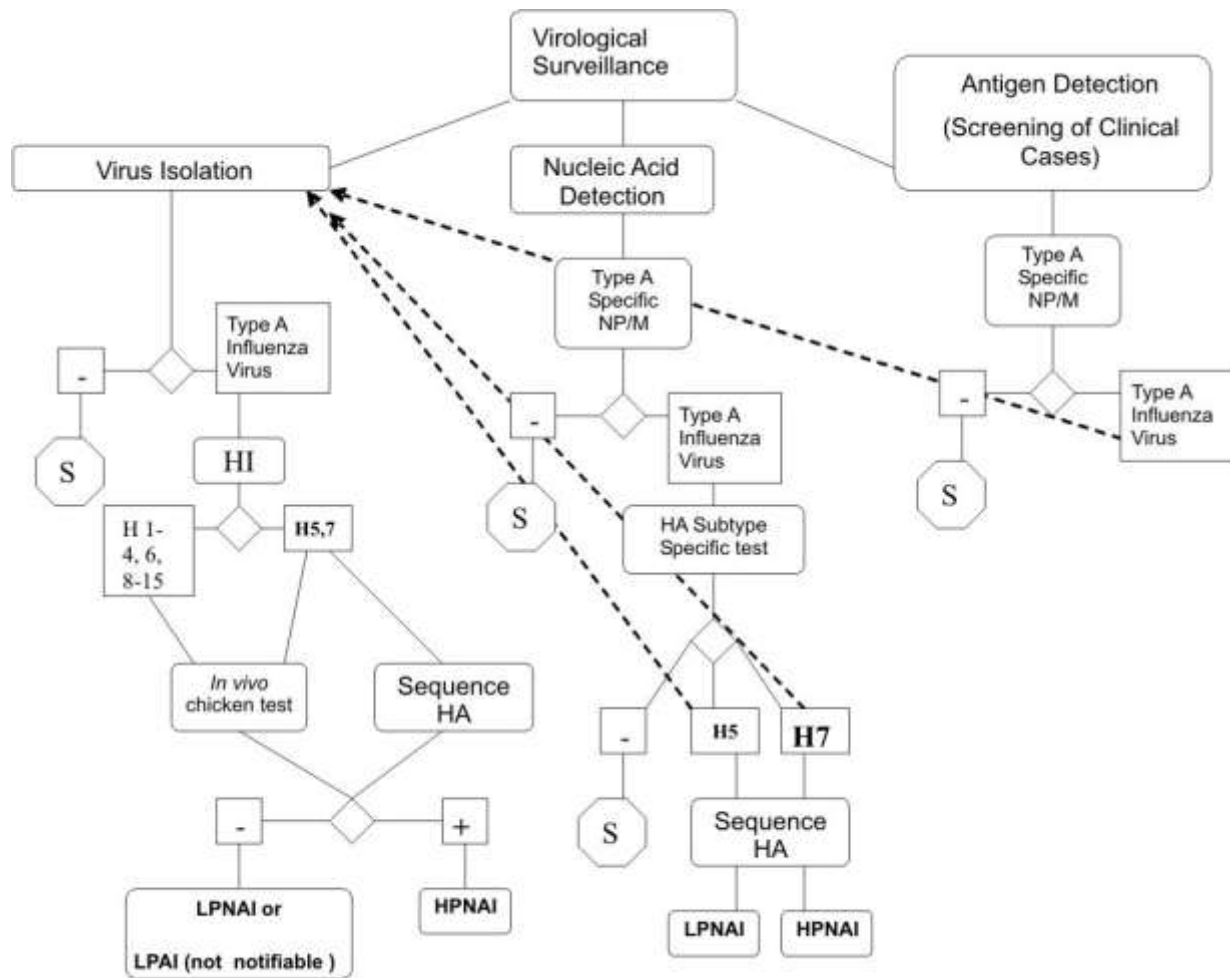 Virological
Surveillance
Antigen Detection
(Screening of Clinical
Cases)
Virus Isolation
Nucleic Acid
Detection
Type A
Specific
NP/M
Type A
Specific
NP/M
-
Type A
Influenza
Virus
S
HI
H 1-
4, 6,
8-15
H5,7
In vivo
chicken test
Sequence
HA
-
+
LPNAI or
LPAI (not notifiable )
HPNAI
-
Type A
Influenza
Virus
S
HA Subtype
Specific test
-
H5
H7
S
Sequence
HA
LPNAI
HPNAI
-
Type A
Influenza
Virus
S